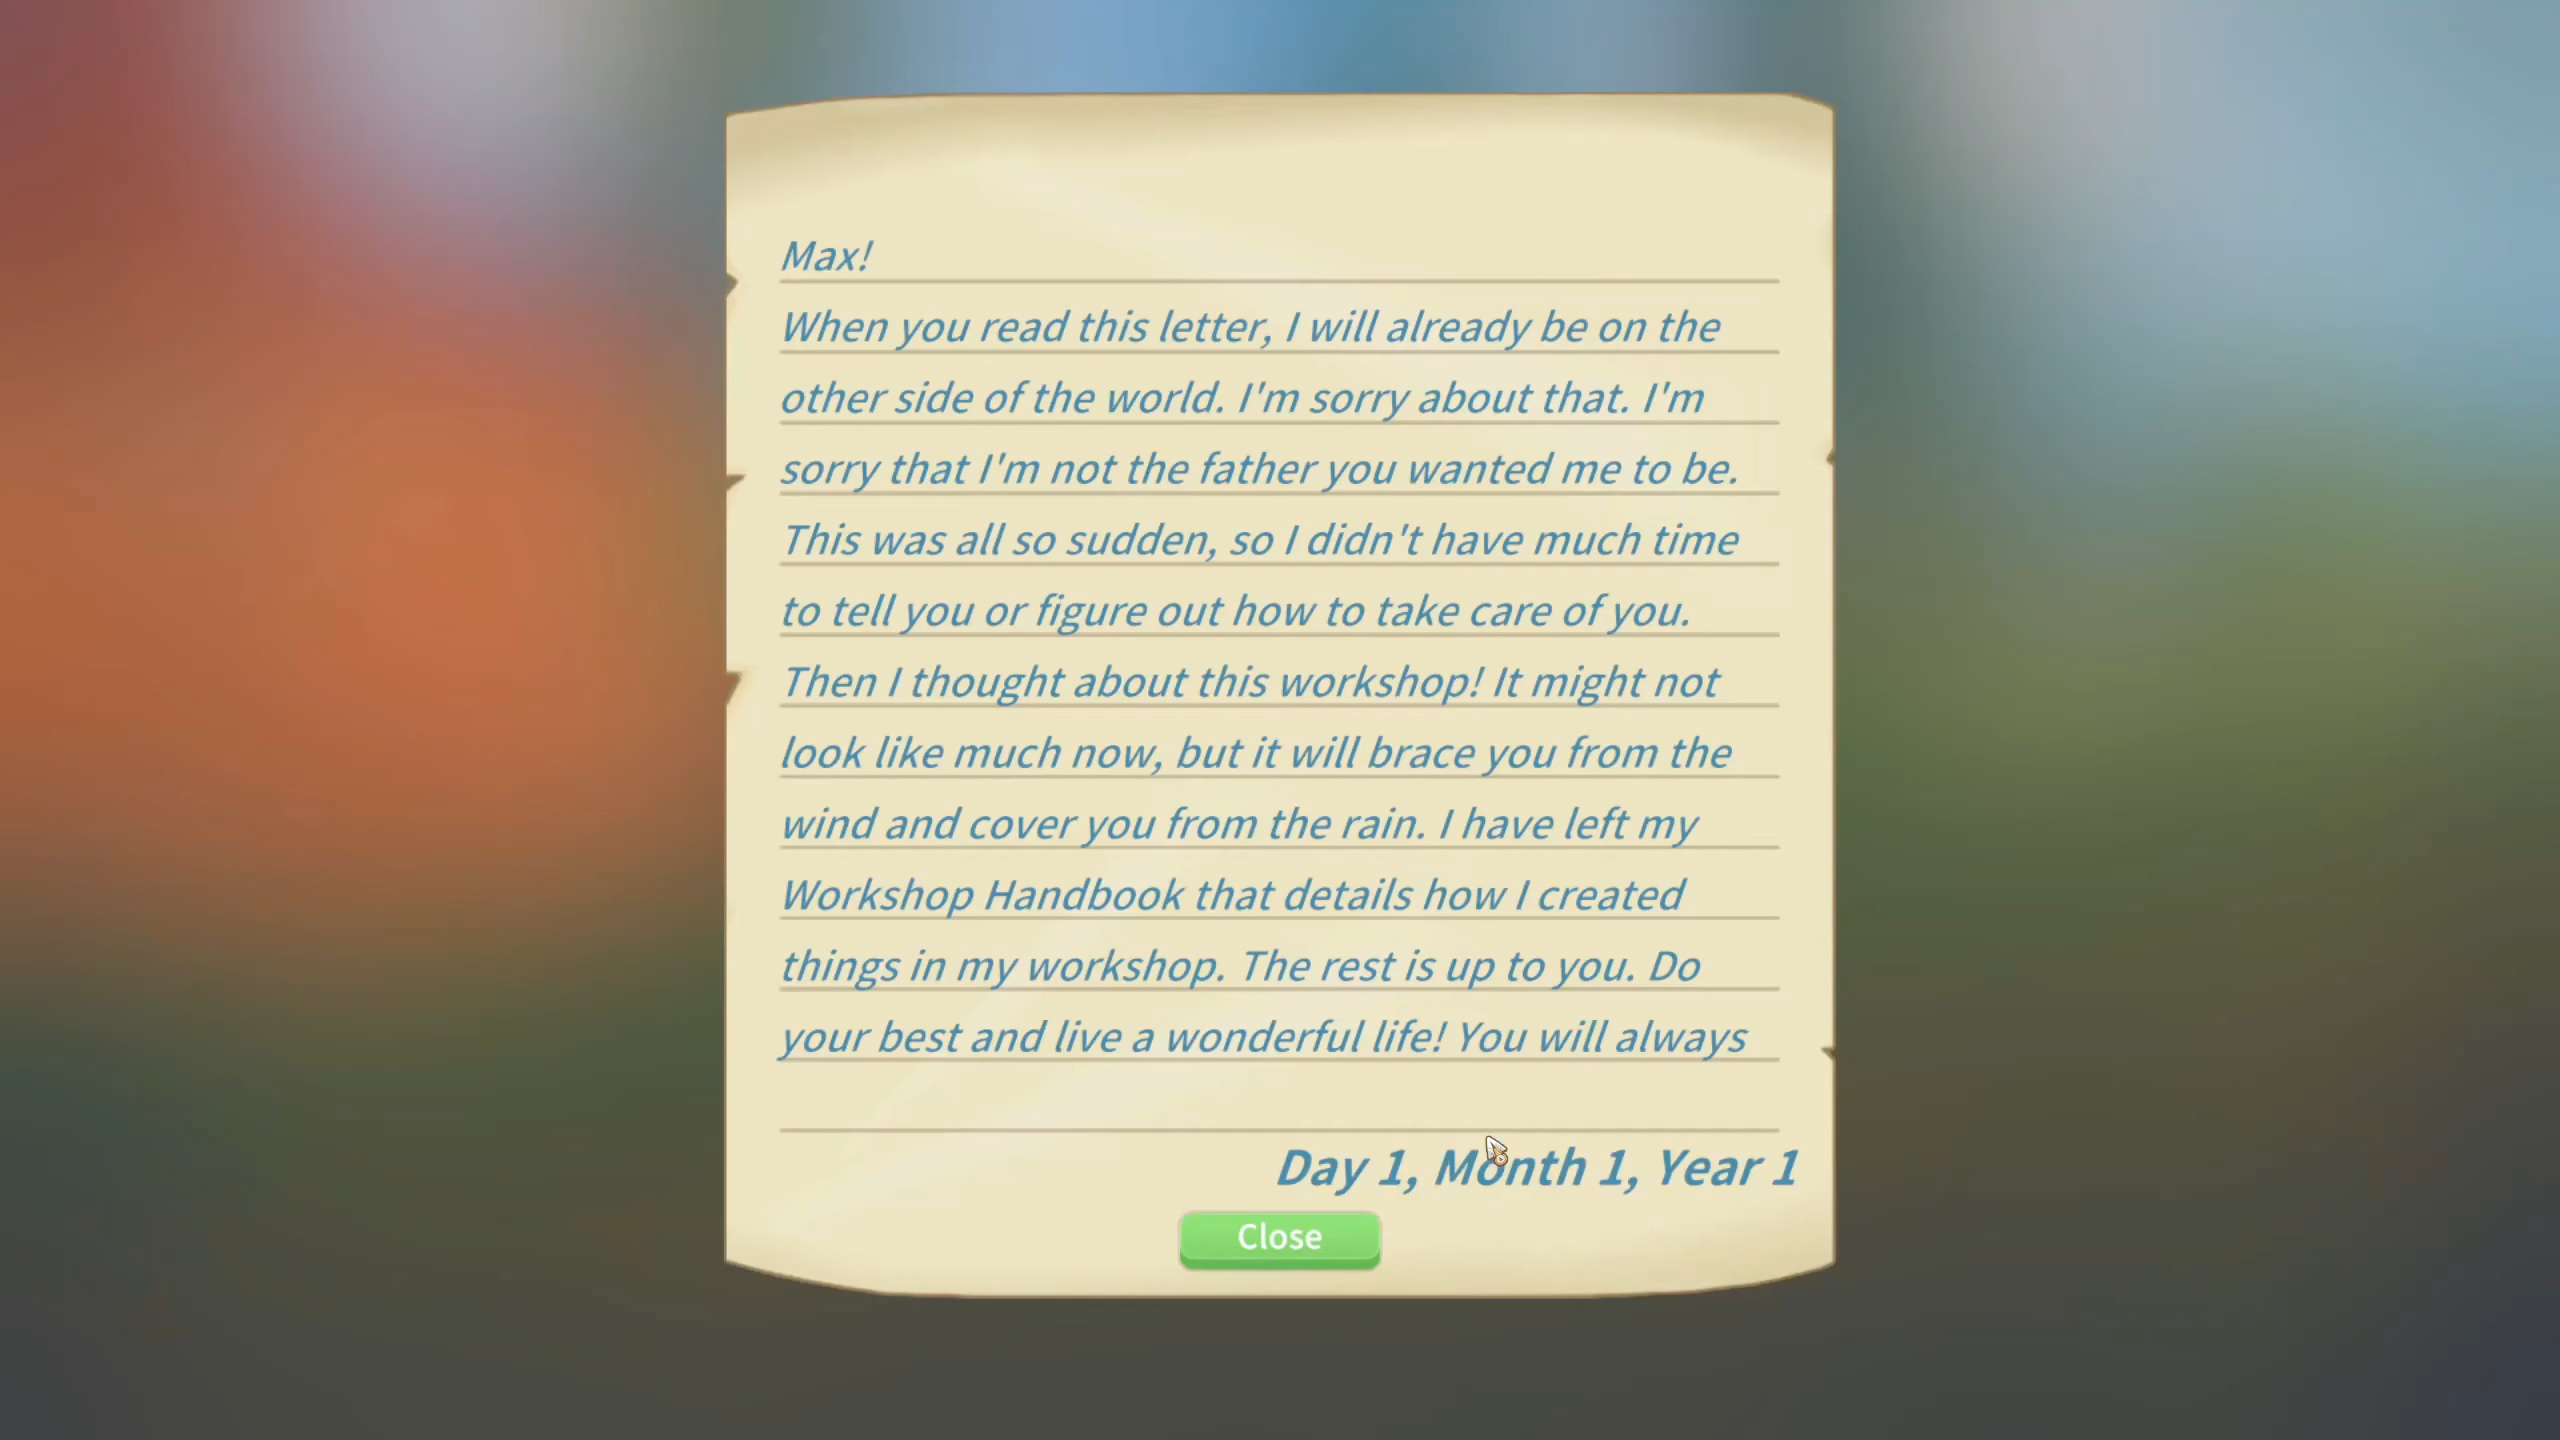 Max!
When you read this letter, I will already be on the
other side of the world. I'm sorry about that. I'm
sorry that I'm not the father you wanted me to be.
This was all so sudden, so I didn't have much time
to tell you or figure out how to take care of you.
Then I thought about this workshop! It might not
look like much now, but it will brace you from the
wind and cover you from the rain. I have left my
Workshop Handbook that details how I created
things in my workshop. The rest is up to you. Do
your best and live a wonderful life! You will always
Day 1, Month 1, Year 1
Close